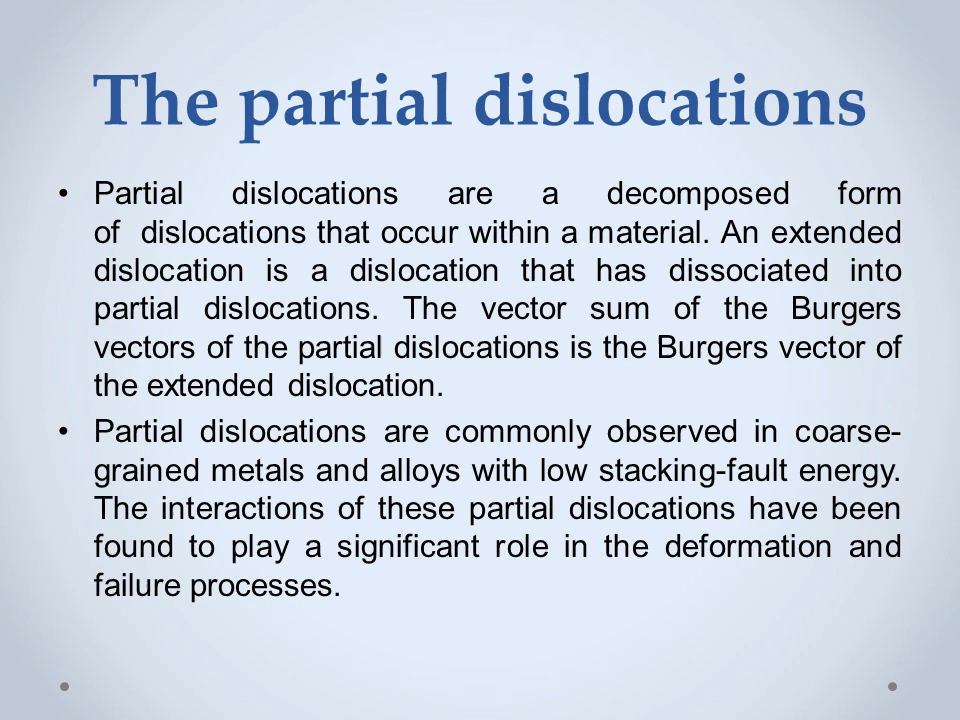 The partial dislocations
• Partial dislocations are a decomposed form
of dislocations that occur within a material. An extended
dislocation is a dislocation that has dissociated into
partial dislocations. The vector sum of the Burgers
vectors of the partial dislocations is the Burgers vector of
the extended dislocation.
• Partial dislocations are commonly observed in coarse-
grained metals and alloys with low stacking-fault energy.
The interactions of these partial dislocations have been
found to play a significant role in the deformation and
failure processes.